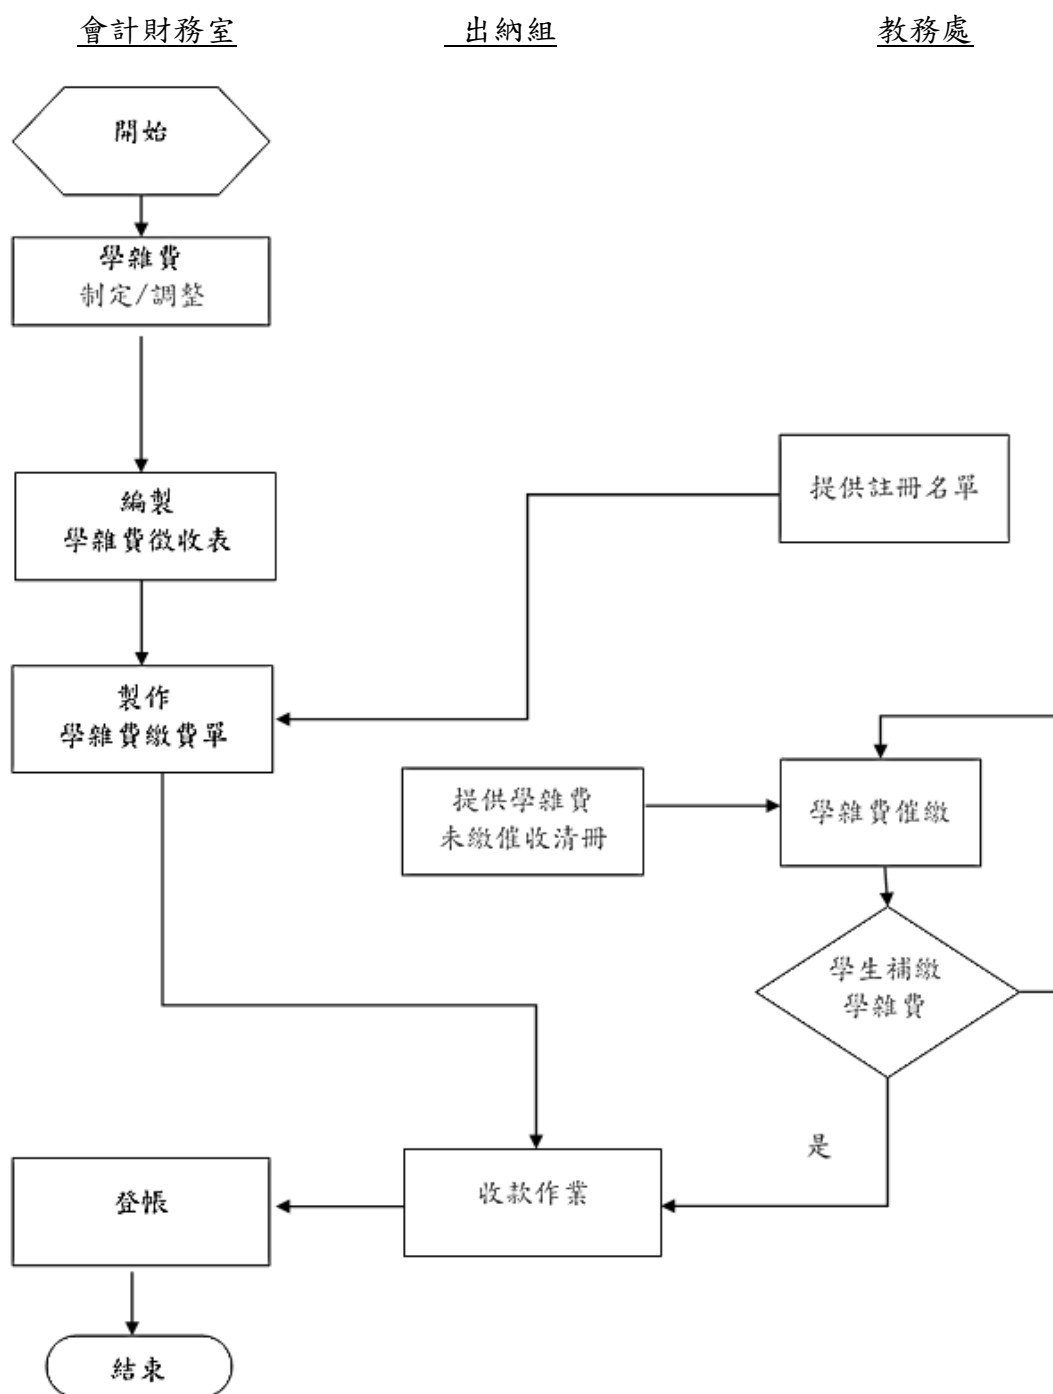 會計財務室
出納組
教務處
開始
學雜費
制定/調整
編製
學雜費徵收表
提供註冊名單
製作
學雜費繳費單
提供學雜費
未繳催收清冊
學雜費催繳
學生補繳
學雜費
是
收款作業
登帳
結束